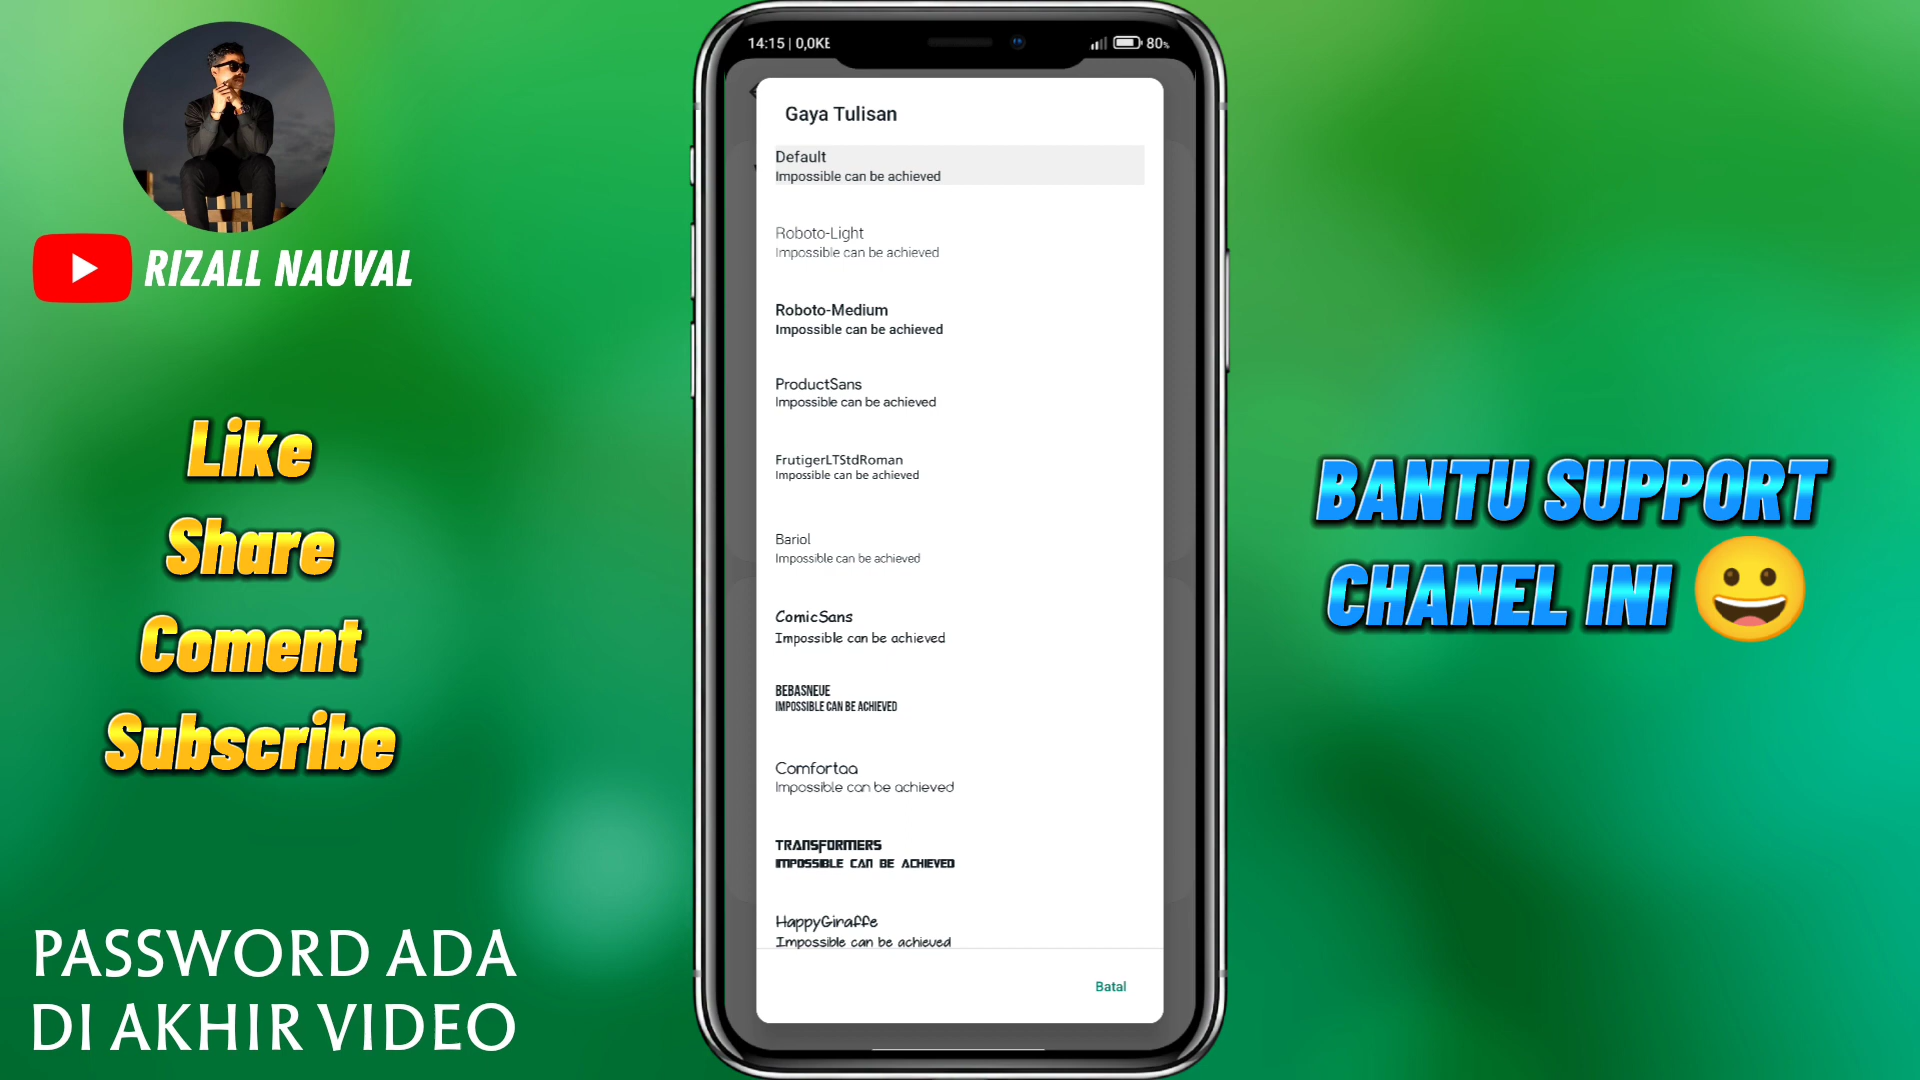 RIZALL NAUVAL
Like
Share
Coment
Subscribe
PASSWORD ADA
DI AKHIR VIDEO
14:15 | 0,0KE
80%
Gaya Tulisan
Default
Impossible can be achieved
Roboto-Light
Impossible can be achieved
Roboto-Medium
Impossible can be achieved
ProductSans
Impossible can be achieved
FrutigerLTStdRoman
Impossible can be achieved
Bariol
Impossible can be achieved
ComicSans
Impossible can be achieved
BEBASNEUE
IMPOSSIBLE CAN BE ACHIEVED
Comfortaa
Impossible can be achieved
TRANSFORMERS
IMPOSSIBLE CAN BE ACHIEVED
HappyGiraffe
Impossible can be achieved
Batal
BANTU SUPPORT
CHANEL INI 😀